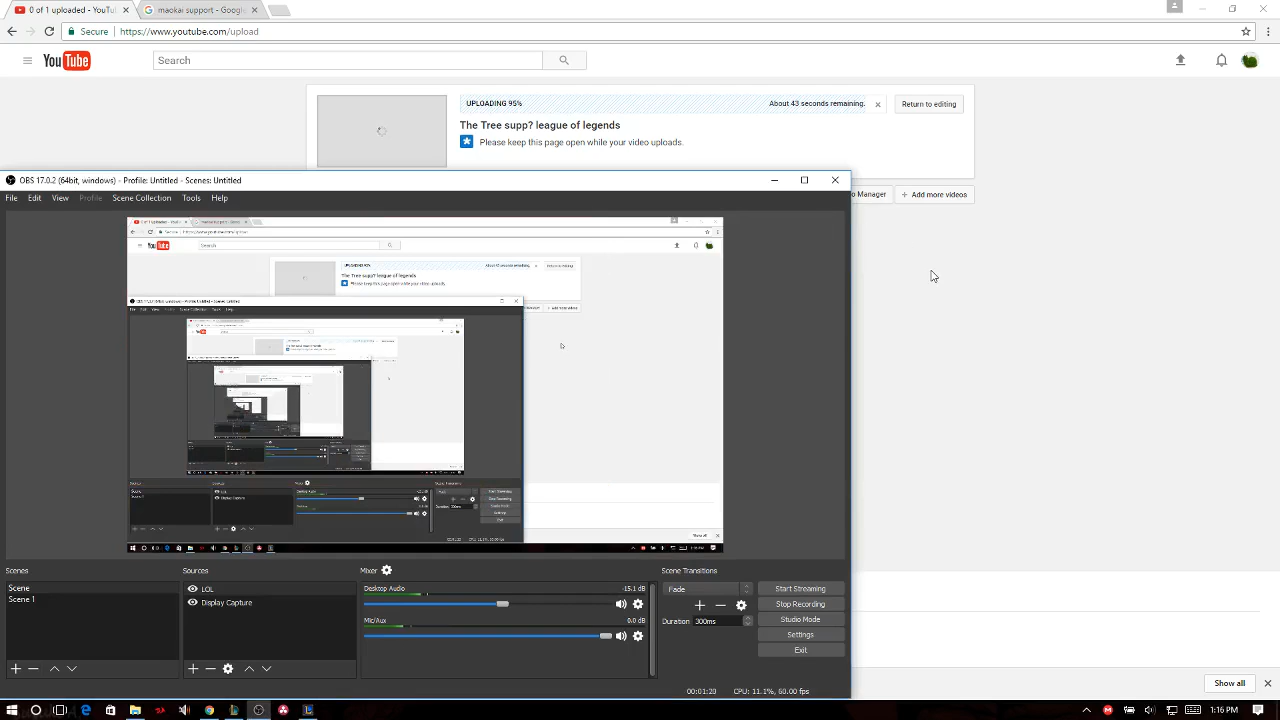 0 of 1 uploaded - YouTu
maokai support - Google
Secure https://www.youtube.com/upload
YouTube
Search
UPLOADING 95% About 43 seconds remaining. Return to editing
The Tree supp? league of legends
Please keep this page open while your video uploads.
OBS 17.0.2 (64bit, windows) - Profile: Untitled - Scenes: Untitled
o Manager + Add more videos
File Edit View Profile Scene Collection Tools Help
Scenes Sources Mixer Scene Transitions
Scene
Scene 1
LOL
Display Capture
Desktop Audio -15.1 dB
Mic/Aux 0.0 dB
Fade
Duration 300ms
Start Streaming
Stop Recording
Studio Mode
Settings
Exit
00:01:20 CPU: 11.1%, 60.00 fps
Show all
1:16 PM